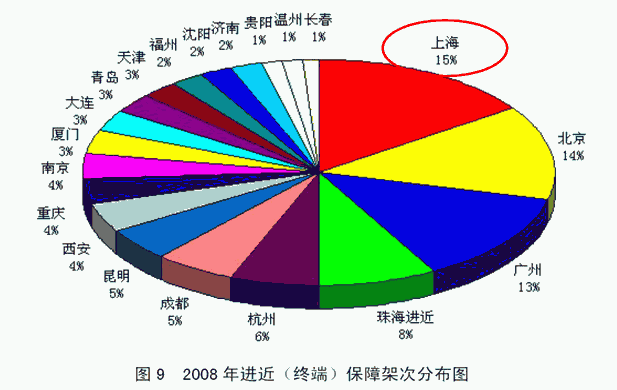 上海
15%
北京
14%
广州
13%
珠海进近
8%
杭州
6%
成都
5%
昆明
5%
西安
4%
重庆
4%
南京
4%
厦门
3%
大连
3%
青岛
3%
天津
3%
福州
2%
沈阳
2%
济南
2%
贵阳
1%
温州
1%
长春
1%
图 9 2008 年进近（终端）保障架次分布图